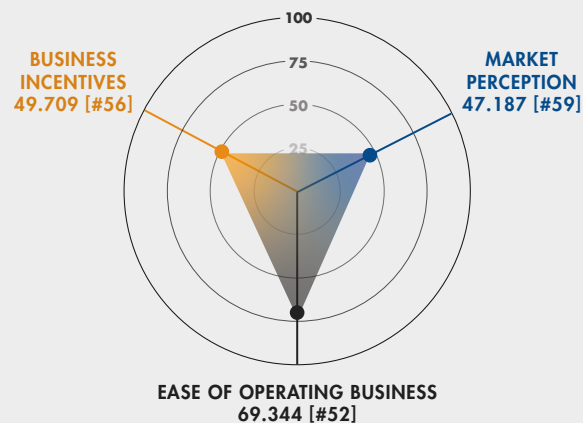 100
BUSINESS
INCENTIVES
49.709 [#56]
75
MARKET
PERCEPTION
47.187 [#59]
50
25
EASE OF OPERATING BUSINESS
69.344 [#52]